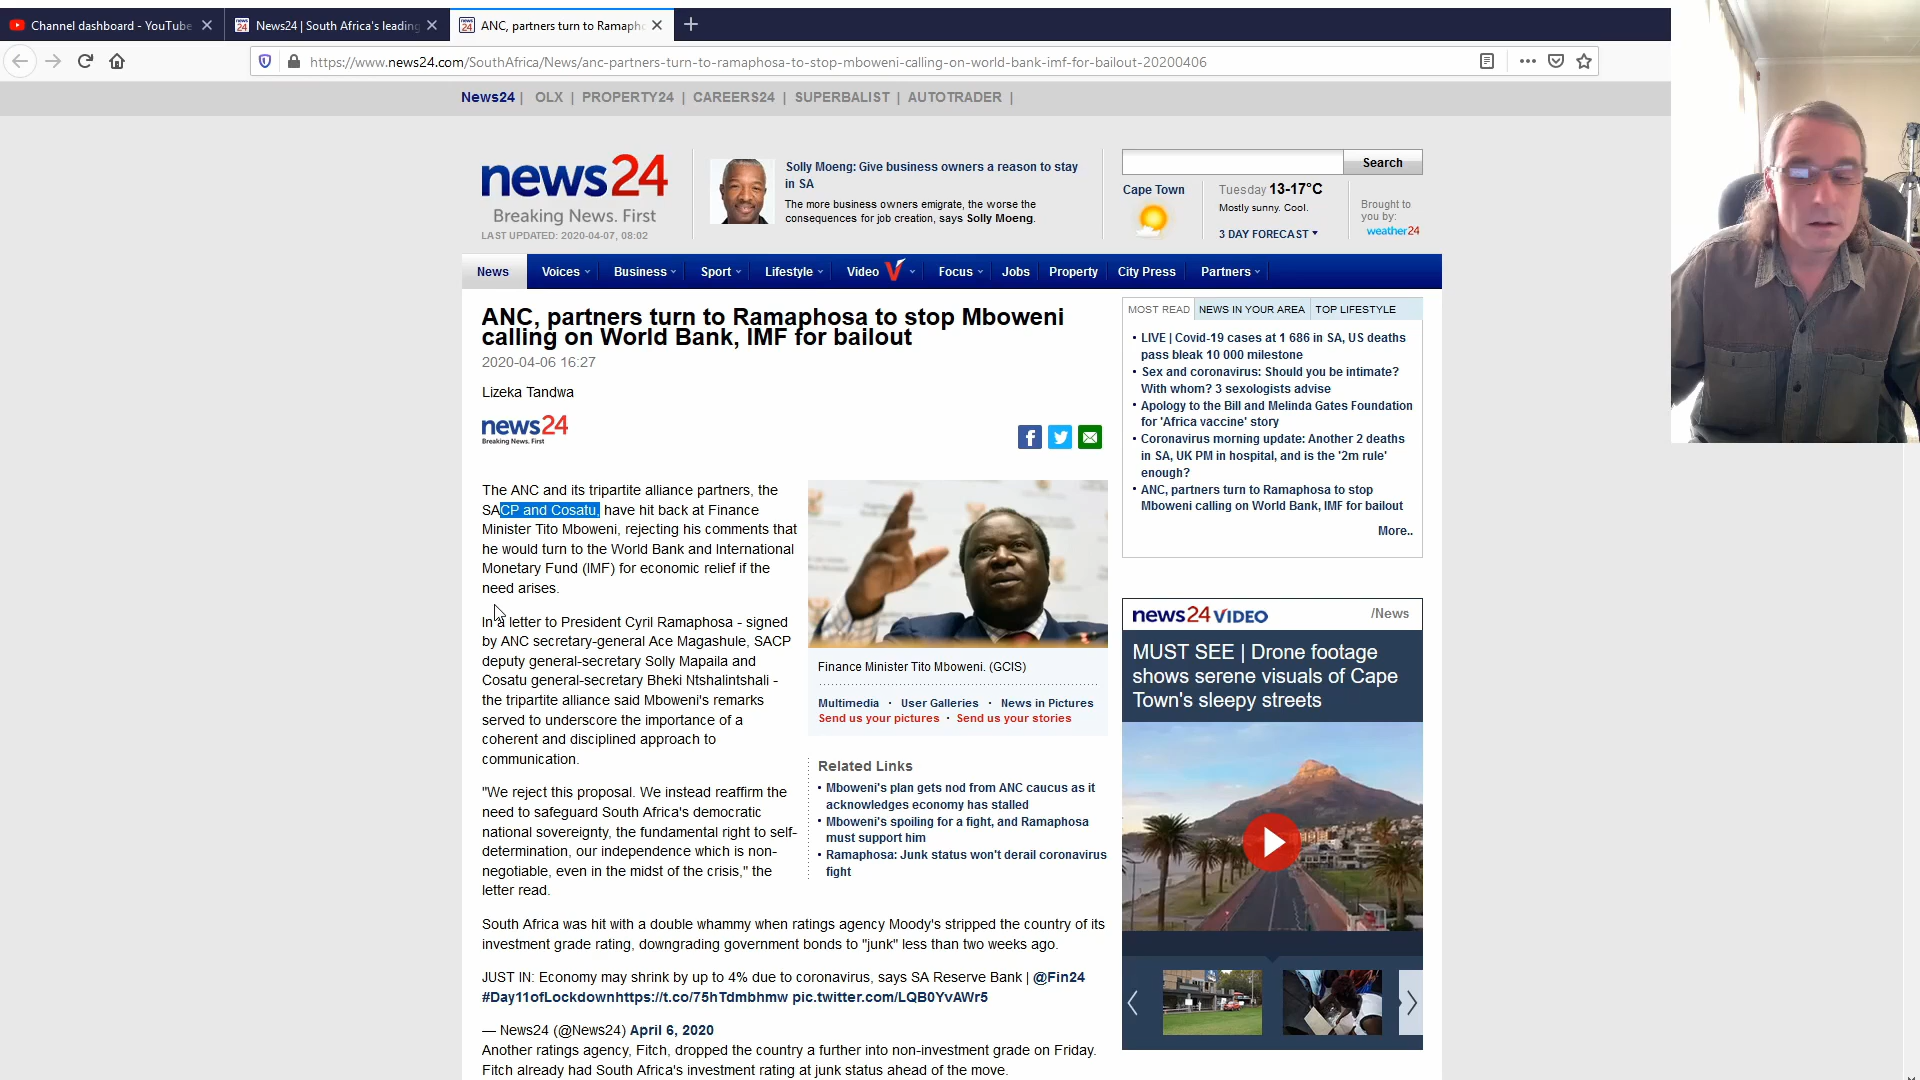 Channel dashboard - YouTube
News24 | South Africa's leading
ANC, partners turn to Ramaph
https://www.news24.com/SouthAfrica/News/anc-partners-turn-to-ramaphosa-to-stop-mboweni-calling-on-world-bank-imf-for-bailout-20200406
News24 | OLX | PROPERTY24 | CAREERS24 | SUPERBALIST | AUTOTRADER |
news24
Breaking News. First
LAST UPDATED: 2020-04-07, 08:02
Solly Moeng: Give business owners a reason to stay
in SA
The more business owners emigrate, the worse the
consequences for job creation, says Solly Moeng.
Search
Cape Town
Tuesday 13-17°C
Mostly sunny. Cool.
3 DAY FORECAST
Brought to
you by:
weather24
News Voices Business Sport Lifestyle Video Focus Jobs Property City Press Partners
ANC, partners turn to Ramaphosa to stop Mboweni
calling on World Bank, IMF for bailout
2020-04-06 16:27
Lizeka Tandwa
news24
Breaking News. First
The ANC and its tripartite alliance partners, the
SACP and Cosatu, have hit back at Finance
Minister Tito Mboweni, rejecting his comments that
he would turn to the World Bank and International
Monetary Fund (IMF) for economic relief if the
need arises.
In a letter to President Cyril Ramaphosa - signed
by ANC secretary-general Ace Magashule, SACP
deputy general-secretary Solly Mapaila and
Cosatu general-secretary Bheki Ntshalintshali -
the tripartite alliance said Mboweni's remarks
served to underscore the importance of a
coherent and disciplined approach to
communication.
"We reject this proposal. We instead reaffirm the
need to safeguard South Africa's democratic
national sovereignty, the fundamental right to self-
determination, our independence which is non-
negotiable, even in the midst of the crisis," the
letter read.
South Africa was hit with a double whammy when ratings agency Moody's stripped the country of its
investment grade rating, downgrading government bonds to "junk" less than two weeks ago.
JUST IN: Economy may shrink by up to 4% due to coronavirus, says SA Reserve Bank | @Fin24
#Day11ofLockdownhttps://t.co/75hTdmbhmw pic.twitter.com/LQB0YvAWr5
— News24 (@News24) April 6, 2020
Another ratings agency, Fitch, dropped the country a further into non-investment grade on Friday.
Fitch already had South Africa's investment rating at junk status ahead of the move.
Finance Minister Tito Mboweni. (GCIS)
Multimedia · User Galleries · News in Pictures
Send us your pictures · Send us your stories
Related Links
• Mboweni's plan gets nod from ANC caucus as it
acknowledges economy has stalled
• Mboweni's spoiling for a fight, and Ramaphosa
must support him
• Ramaphosa: Junk status won't derail coronavirus
fight
MOST READ NEWS IN YOUR AREA TOP LIFESTYLE
• LIVE | Covid-19 cases at 1 686 in SA, US deaths
pass bleak 10 000 milestone
• Sex and coronavirus: Should you be intimate?
With whom? 3 sexologists advise
• Apology to the Bill and Melinda Gates Foundation
for 'Africa vaccine' story
• Coronavirus morning update: Another 2 deaths
in SA, UK PM in hospital, and is the '2m rule'
enough?
• ANC, partners turn to Ramaphosa to stop
Mboweni calling on World Bank, IMF for bailout
More..
news24 VIDEO /News
MUST SEE | Drone footage
shows serene visuals of Cape
Town's sleepy streets